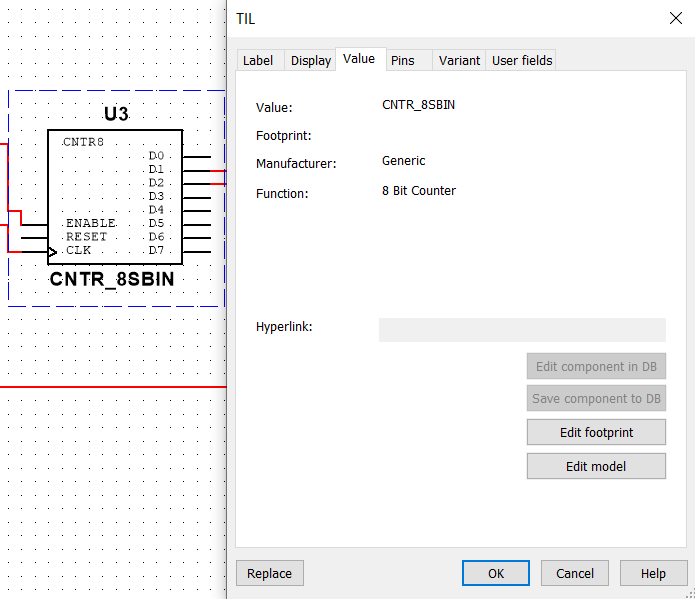 U3
CNTR8
D0
D1
D2
D3
D4
ENABLE D5
RESET D6
CLK D7
CNTR_8SBIN
TIL
Label Display Value Pins Variant User fields
Value: CNTR_8SBIN
Footprint:
Manufacturer: Generic
Function: 8 Bit Counter
Hyperlink:
Edit component in DB
Save component to DB
Edit footprint
Edit model
Replace OK Cancel Help